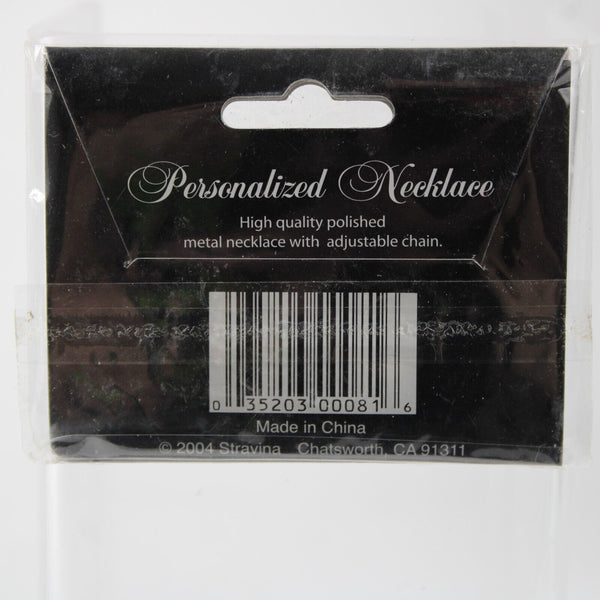 Personalized Necklace
High quality polished
metal necklace with adjustable chain.
0 35203 00081 6
Made in China
© 2004 Stravina Chatsworth, CA 91311